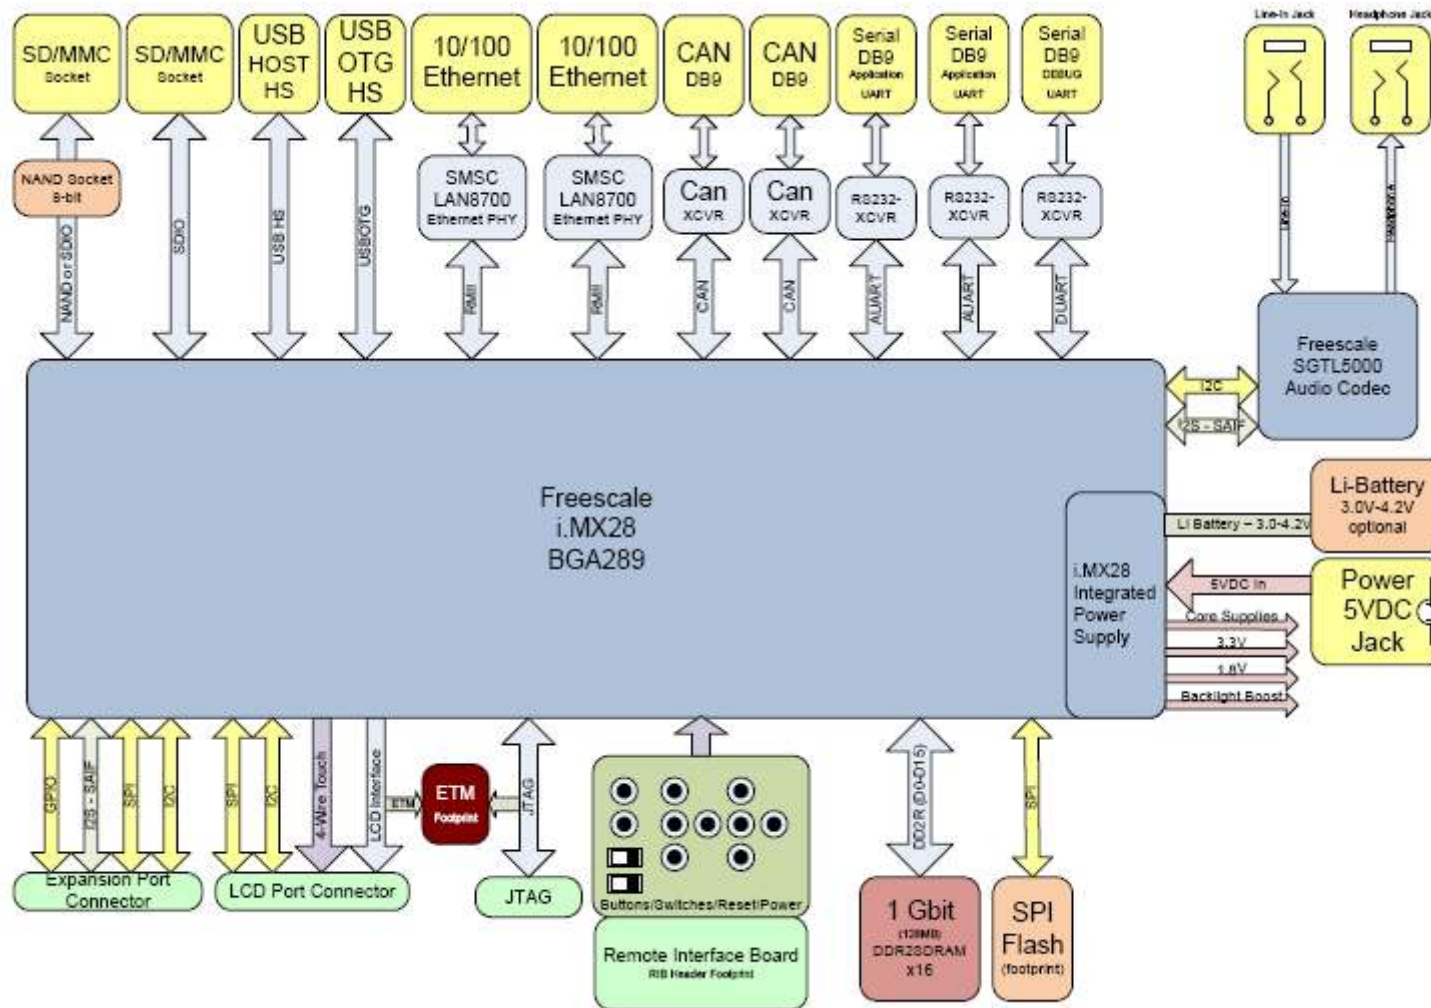 Line-In Jack
Headphone Jack
SD/MMC
Socket
SD/MMC
Socket
USB
HOST
HS
USB
OTG
HS
10/100
Ethernet
10/100
Ethernet
CAN
DB9
CAN
DB9
Serial
DB9
Application
UART
Serial
DB9
Application
UART
Serial
DB9
DEBUG
UART
NAND Socket
8-bit
SMSC
LAN8700
Ethernet PHY
SMSC
LAN8700
Ethernet PHY
Can
XCVR
Can
XCVR
RS232-
XCVR
RS232-
XCVR
RS232-
XCVR
NAND or SDIO
SDIO
USB HS
USBOTG
RMII
RMII
CAN
CAN
AUART
AUART
DUART
Line-In
Headphone
Freescale
SGTL5000
Audio Codec
I2C
I2S - SAIF
Freescale
i.MX28
BGA289
i.MX28
Integrated
Power
Supply
LI Battery – 3.0-4.2V
Li-Battery
3.0V-4.2V
optional
5VDC In
Power
5VDC
Jack
Core Supplies
3.3V
1.8V
Backlight Boost
GPIO
I2S - SAIF
SPI
I2C
SPI
I2C
4-Wire Touch
LCD Interface
ETM
ETM
Footprint
JTAG
DD2R (D0-D15)
SPI
Expansion Port
Connector
LCD Port Connector
JTAG
Buttons/Switches/Reset/Power
Remote Interface Board
RIB Header Footprint
1 Gbit
(128MB)
DDR2SDRAM
x16
SPI
Flash
(footprint)